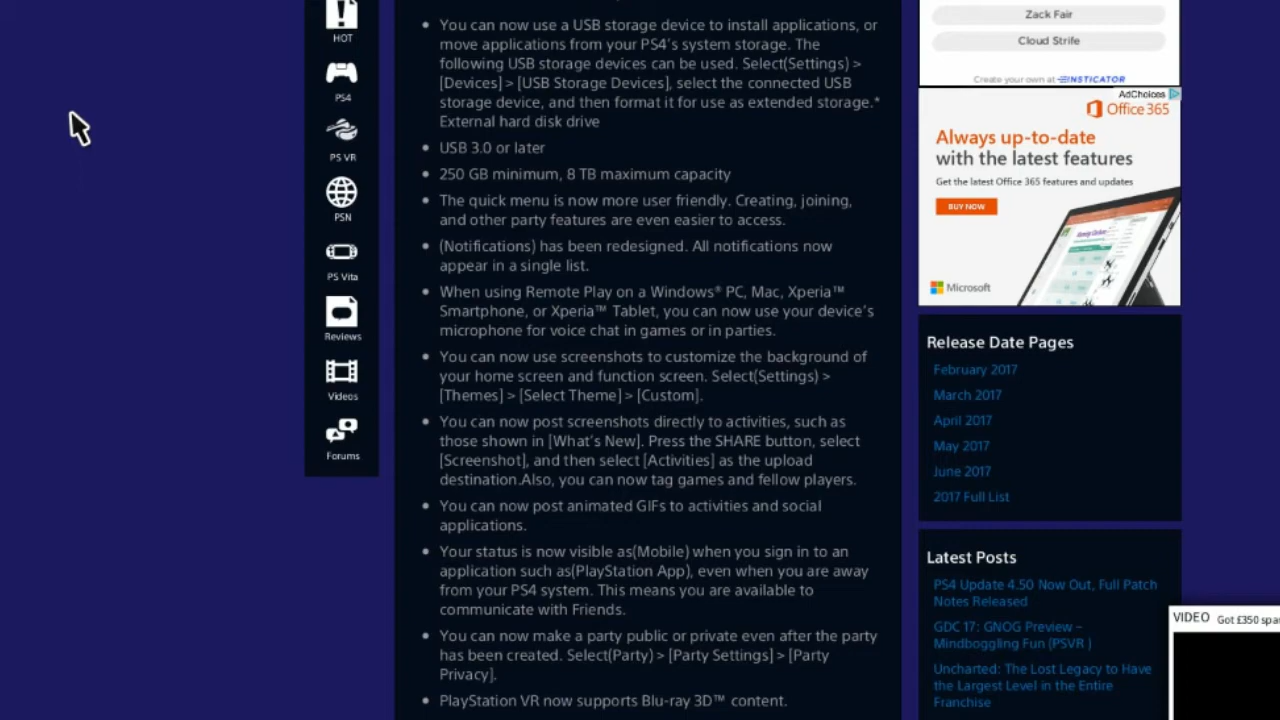 HOT
PS4
PS VR
PSN
PS Vita
Reviews
Videos
Forums
You can now use a USB storage device to install applications, or
move applications from your PS4's system storage. The
following USB storage devices can be used. Select(Settings) >
[Devices] > [USB Storage Devices], select the connected USB
storage device, and then format it for use as extended storage.*
External hard disk drive
USB 3.0 or later
250 GB minimum, 8 TB maximum capacity
The quick menu is now more user friendly. Creating, joining,
and other party features are even easier to access.
(Notifications) has been redesigned. All notifications now
appear in a single list.
When using Remote Play on a Windows® PC, Mac, Xperia™
Smartphone, or Xperia™ Tablet, you can now use your device's
microphone for voice chat in games or in parties.
You can now use screenshots to customize the background of
your home screen and function screen. Select(Settings) >
[Themes] > [Select Theme] > [Custom].
You can now post screenshots directly to activities, such as
those shown in [What's New]. Press the SHARE button, select
[Screenshot], and then select [Activities] as the upload
destination.Also, you can now tag games and fellow players.
You can now post animated GIFs to activities and social
applications.
Your status is now visible as(Mobile) when you sign in to an
application such as(PlayStation App), even when you are away
from your PS4 system. This means you are available to
communicate with Friends.
You can now make a party public or private even after the party
has been created. Select(Party) > [Party Settings] > [Party
Privacy].
PlayStation VR now supports Blu-ray 3D™ content.
Zack Fair
Cloud Strife
Create your own at INSTICATOR
AdChoices
Office 365
Always up-to-date
with the latest features
Get the latest Office 365 features and updates
BUY NOW
Microsoft
Release Date Pages
February 2017
March 2017
April 2017
May 2017
June 2017
2017 Full List
Latest Posts
PS4 Update 4.50 Now Out, Full Patch
Notes Released
GDC 17: GNOG Preview –
Mindboggling Fun (PSVR )
Uncharted: The Lost Legacy to Have
the Largest Level in the Entire
Franchise
VIDEO Got £350 spa